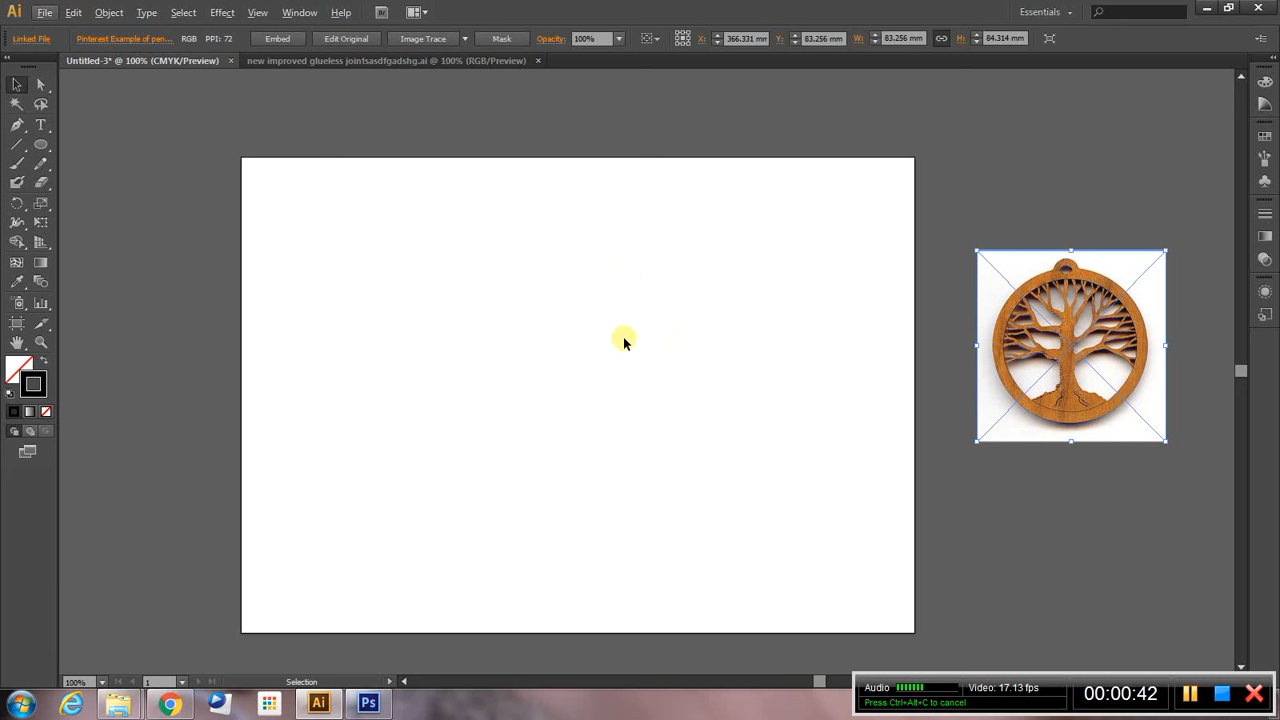 Ai File Edit Object Type Select Effect View Window Help Br Essentials
Linked File Pinterest Example of pen... RGB PPI: 72 Embed Edit Original Image Trace Mask Opacity: 100% X: 366.331 mm Y: 83.256 mm W: 83.256 mm H: 84.314 mm
Untitled-3* @ 100% (CMYK/Preview) × new improved glueless jointsasdfgadshg.ai @ 100% (RGB/Preview) ×
T
100% 1 Selection
Audio Video: 17.13 fps 00:00:42
Press Ctrl+Alt+C to cancel
Ai Ps